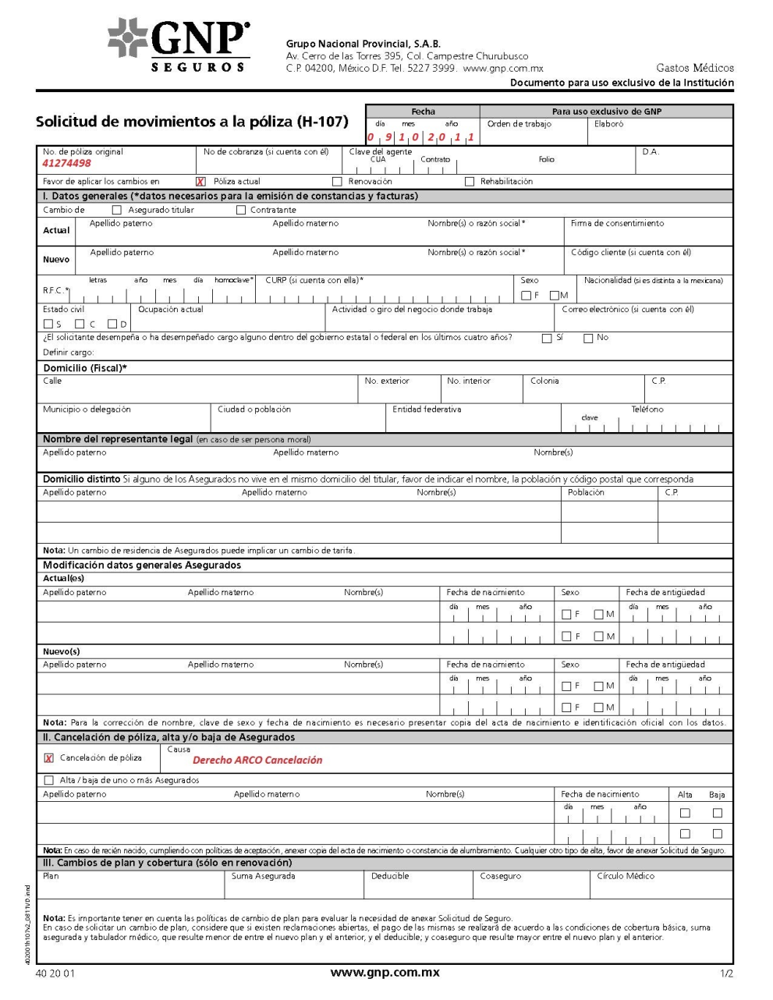 GNP
SEGUROS
Grupo Nacional Provincial, S.A.B.
Av. Cerro de las Torres 395, Col. Campestre Churubusco
C.P. 04200, México D.F. Tel. 5227 3999. www.gnp.com.mx
Gastos Médicos
Documento para uso exclusivo de la Institución
Solicitud de movimientos a la póliza (H-107)
Fecha Para uso exclusivo de GNP
día mes año Orden de trabajo Elaboró
0 9 1 0 2 0 1 1
No. de póliza original No de cobranza (si cuenta con él) Clave del agente D.A.
CUA Contrato Folio
41274498
Favor de aplicar los cambios en X Póliza actual Renovación Rehabilitación
I. Datos generales (*datos necesarios para la emisión de constancias y facturas)
Cambio de Asegurado titular Contratante
Actual Apellido paterno Apellido materno Nombre(s) o razón social* Firma de consentimiento
Nuevo Apellido paterno Apellido materno Nombre(s) o razón social* Código cliente (si cuenta con él)
R.F.C.* letras año mes día homoclave* CURP (si cuenta con ella)* Sexo Nacionalidad (si es distinta a la mexicana)
F M
Estado civil Ocupación actual Actividad o giro del negocio donde trabaja Correo electrónico (si cuenta con él)
S C D
¿El solicitante desempeña o ha desempeñado cargo alguno dentro del gobierno estatal o federal en los últimos cuatro años? Sí No
Definir cargo:
Domicilio (Fiscal)*
Calle No. exterior No. interior Colonia C.P.
Municipio o delegación Ciudad o población Entidad federativa Teléfono
clave
Nombre del representante legal (en caso de ser persona moral)
Apellido paterno Apellido materno Nombre(s)
Domicilio distinto Si alguno de los Asegurados no vive en el mismo domicilio del titular, favor de indicar el nombre, la población y código postal que corresponda
Apellido paterno Apellido materno Nombre(s) Población C.P.
Nota: Un cambio de residencia de Asegurados puede implicar un cambio de tarifa.
Modificación datos generales Asegurados
Actual(es)
Apellido paterno Apellido materno Nombre(s) Fecha de nacimiento Sexo Fecha de antigüedad
día mes año F M día mes año
F M
Nuevo(s)
Apellido paterno Apellido materno Nombre(s) Fecha de nacimiento Sexo Fecha de antigüedad
día mes año F M día mes año
F M
Nota: Para la corrección de nombre, clave de sexo y fecha de nacimiento es necesario presentar copia del acta de nacimiento e identificación oficial con los datos.
II. Cancelación de póliza, alta y/o baja de Asegurados
X Cancelación de póliza Causa
Derecho ARCO Cancelación
Alta / baja de uno o más Asegurados
Apellido paterno Apellido materno Nombre(s) Fecha de nacimiento Alta Baja
día mes año
Nota: En caso de recién nacido, cumpliendo con políticas de aceptación, anexar copia del acta de nacimiento o constancia de alumbramiento. Cualquier otro tipo de alta, favor de anexar Solicitud de Seguro.
III. Cambios de plan y cobertura (sólo en renovación)
Plan Suma Asegurada Deducible Coaseguro Círculo Médico
Nota: Es importante tener en cuenta las políticas de cambio de plan para evaluar la necesidad de anexar Solicitud de Seguro.
En caso de solicitar un cambio de plan, considere que si existen reclamaciones abiertas, el pago de las mismas se realizará de acuerdo a las condiciones de cobertura básica, suma
asegurada y tabulador médico, que resulte menor de entre el nuevo plan y el anterior, y el deducible; y coaseguro que resulte mayor entre el nuevo plan y el anterior.
402001h107v2_0811VD.indd
40 20 01 www.gnp.com.mx 1/2